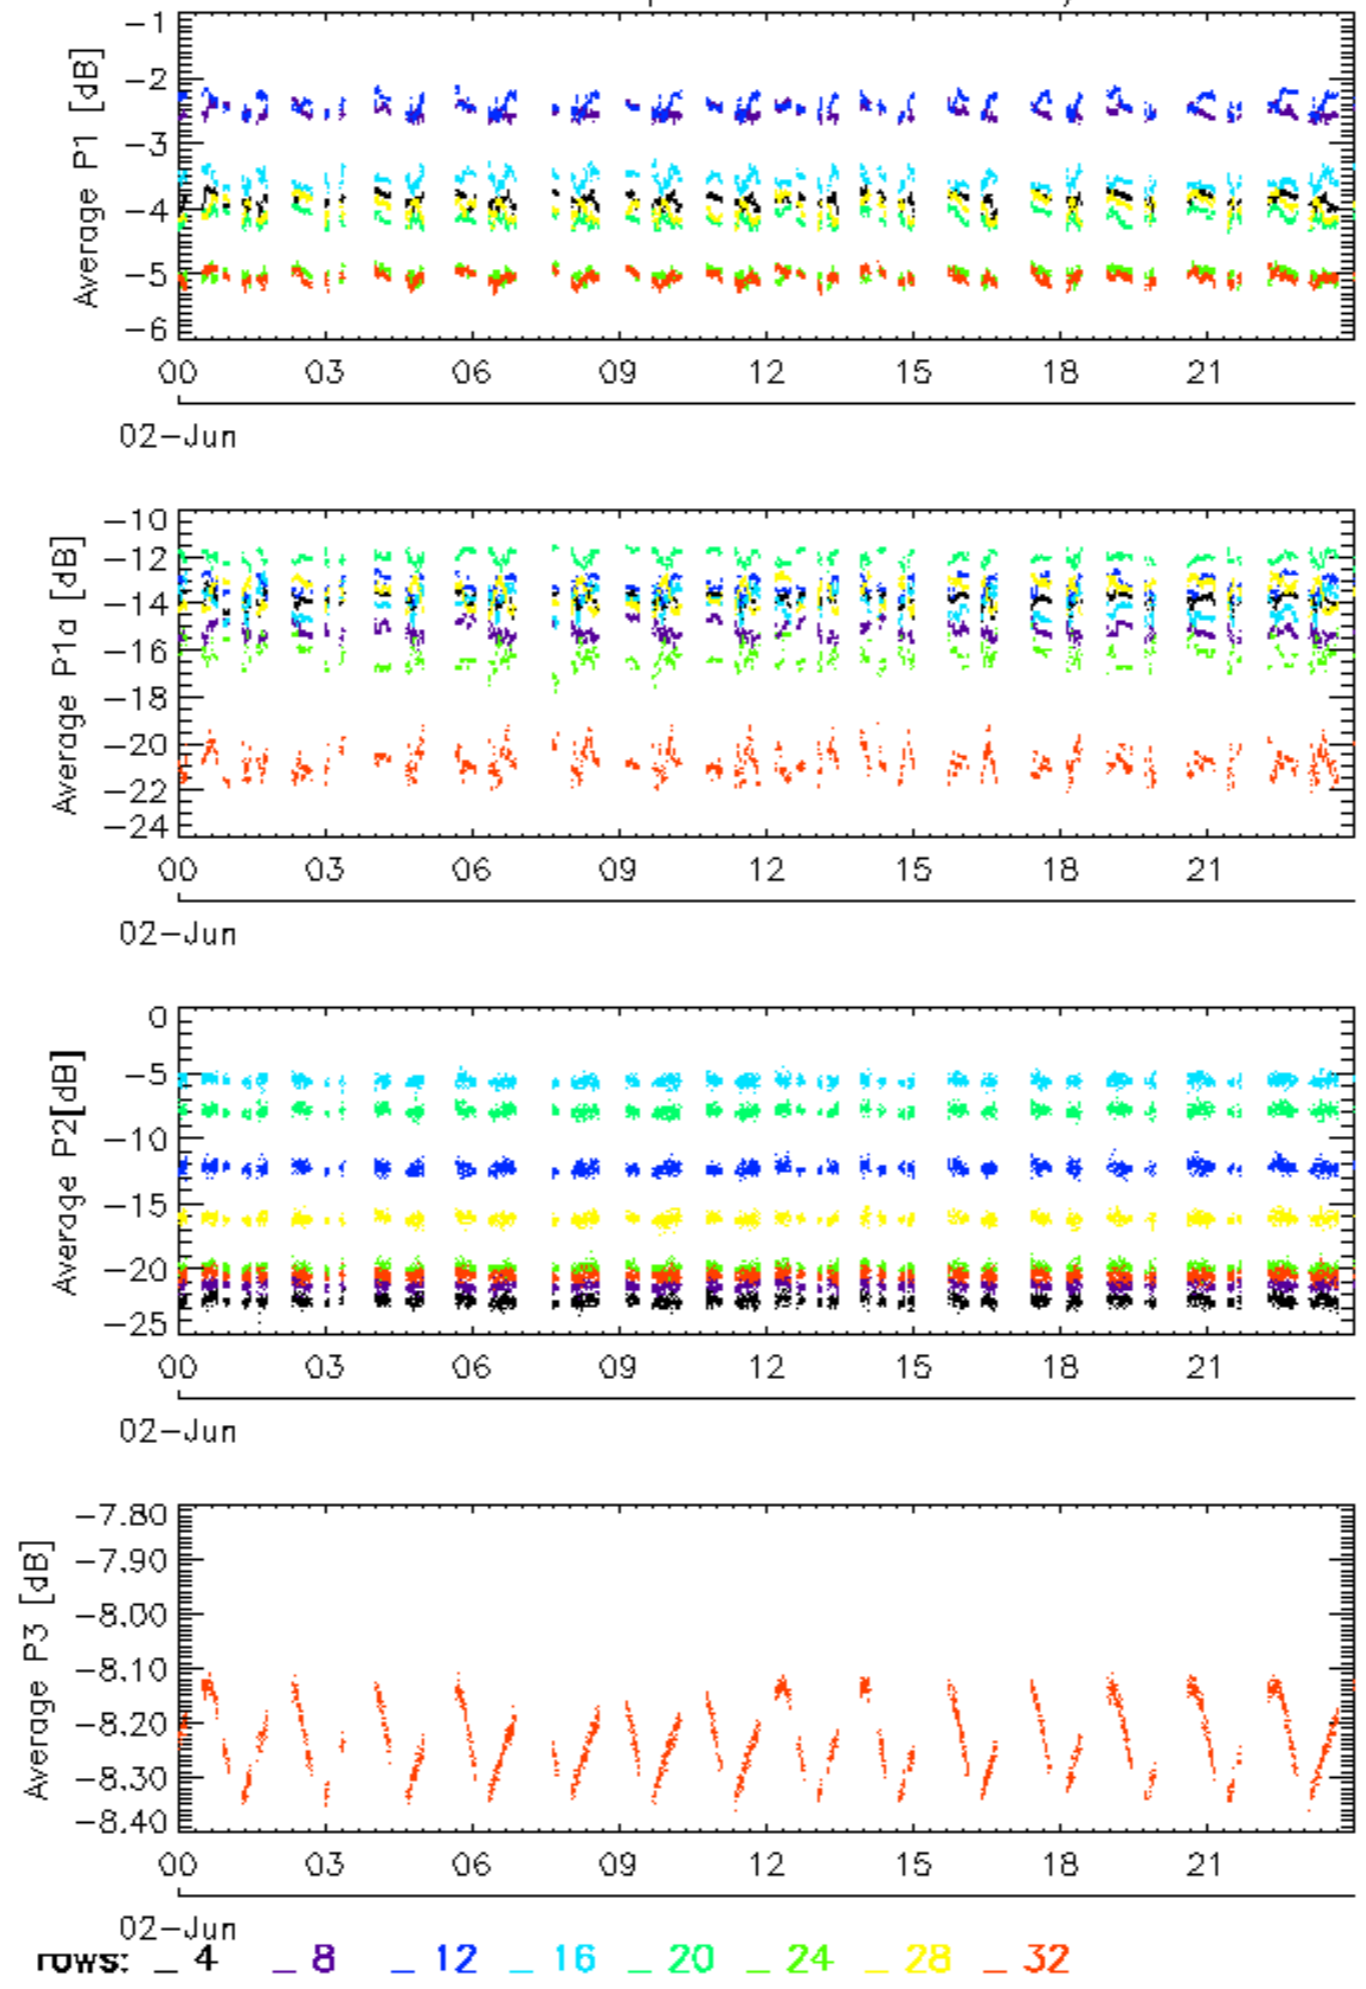 Average P1 [dB]
-1
-2
-3
-4
-5
-6
00 03 06 09 12 15 18 21
02-Jun
Average P1a [dB]
-10
-12
-14
-16
-18
-20
-22
-24
00 03 06 09 12 15 18 21
02-Jun
Average P2[dB]
0
-5
-10
-15
-20
-25
00 03 06 09 12 15 18 21
02-Jun
Average P3 [dB]
-7.80
-7.90
-8.00
-8.10
-8.20
-8.30
-8.40
00 03 06 09 12 15 18 21
02-Jun
rows: _ 4 _ 8 _ 12 _ 16 _ 20 _ 24 _ 28 _ 32